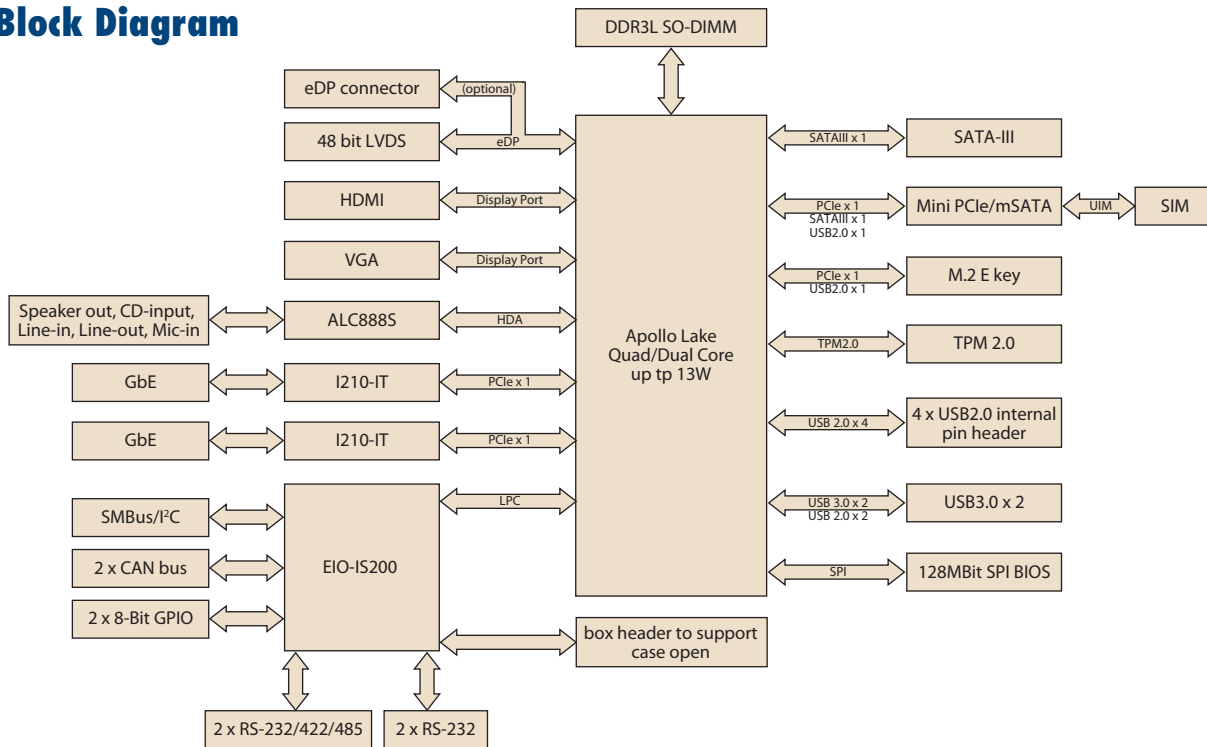 Block Diagram
DDR3L SO-DIMM
eDP connector
(optional)
48 bit LVDS
eDP
HDMI
Display Port
VGA
Display Port
Speaker out, CD-input,
Line-in, Line-out, Mic-in
ALC888S
HDA
GbE
I210-IT
PCIe x 1
GbE
I210-IT
PCIe x 1
SMBus/I²C
2 x CAN bus
2 x 8-Bit GPIO
EIO-IS200
LPC
2 x RS-232/422/485
2 x RS-232
box header to support
case open
Apollo Lake
Quad/Dual Core
up tp 13W
SATAIII x 1
SATA-III
PCIe x 1
SATAIII x 1
USB2.0 x 1
Mini PCIe/mSATA
UIM
SIM
PCIe x 1
USB2.0 x 1
M.2 E key
TPM2.0
TPM 2.0
USB 2.0 x 4
4 x USB2.0 internal
pin header
USB 3.0 x 2
USB 2.0 x 2
USB3.0 x 2
SPI
128MBit SPI BIOS